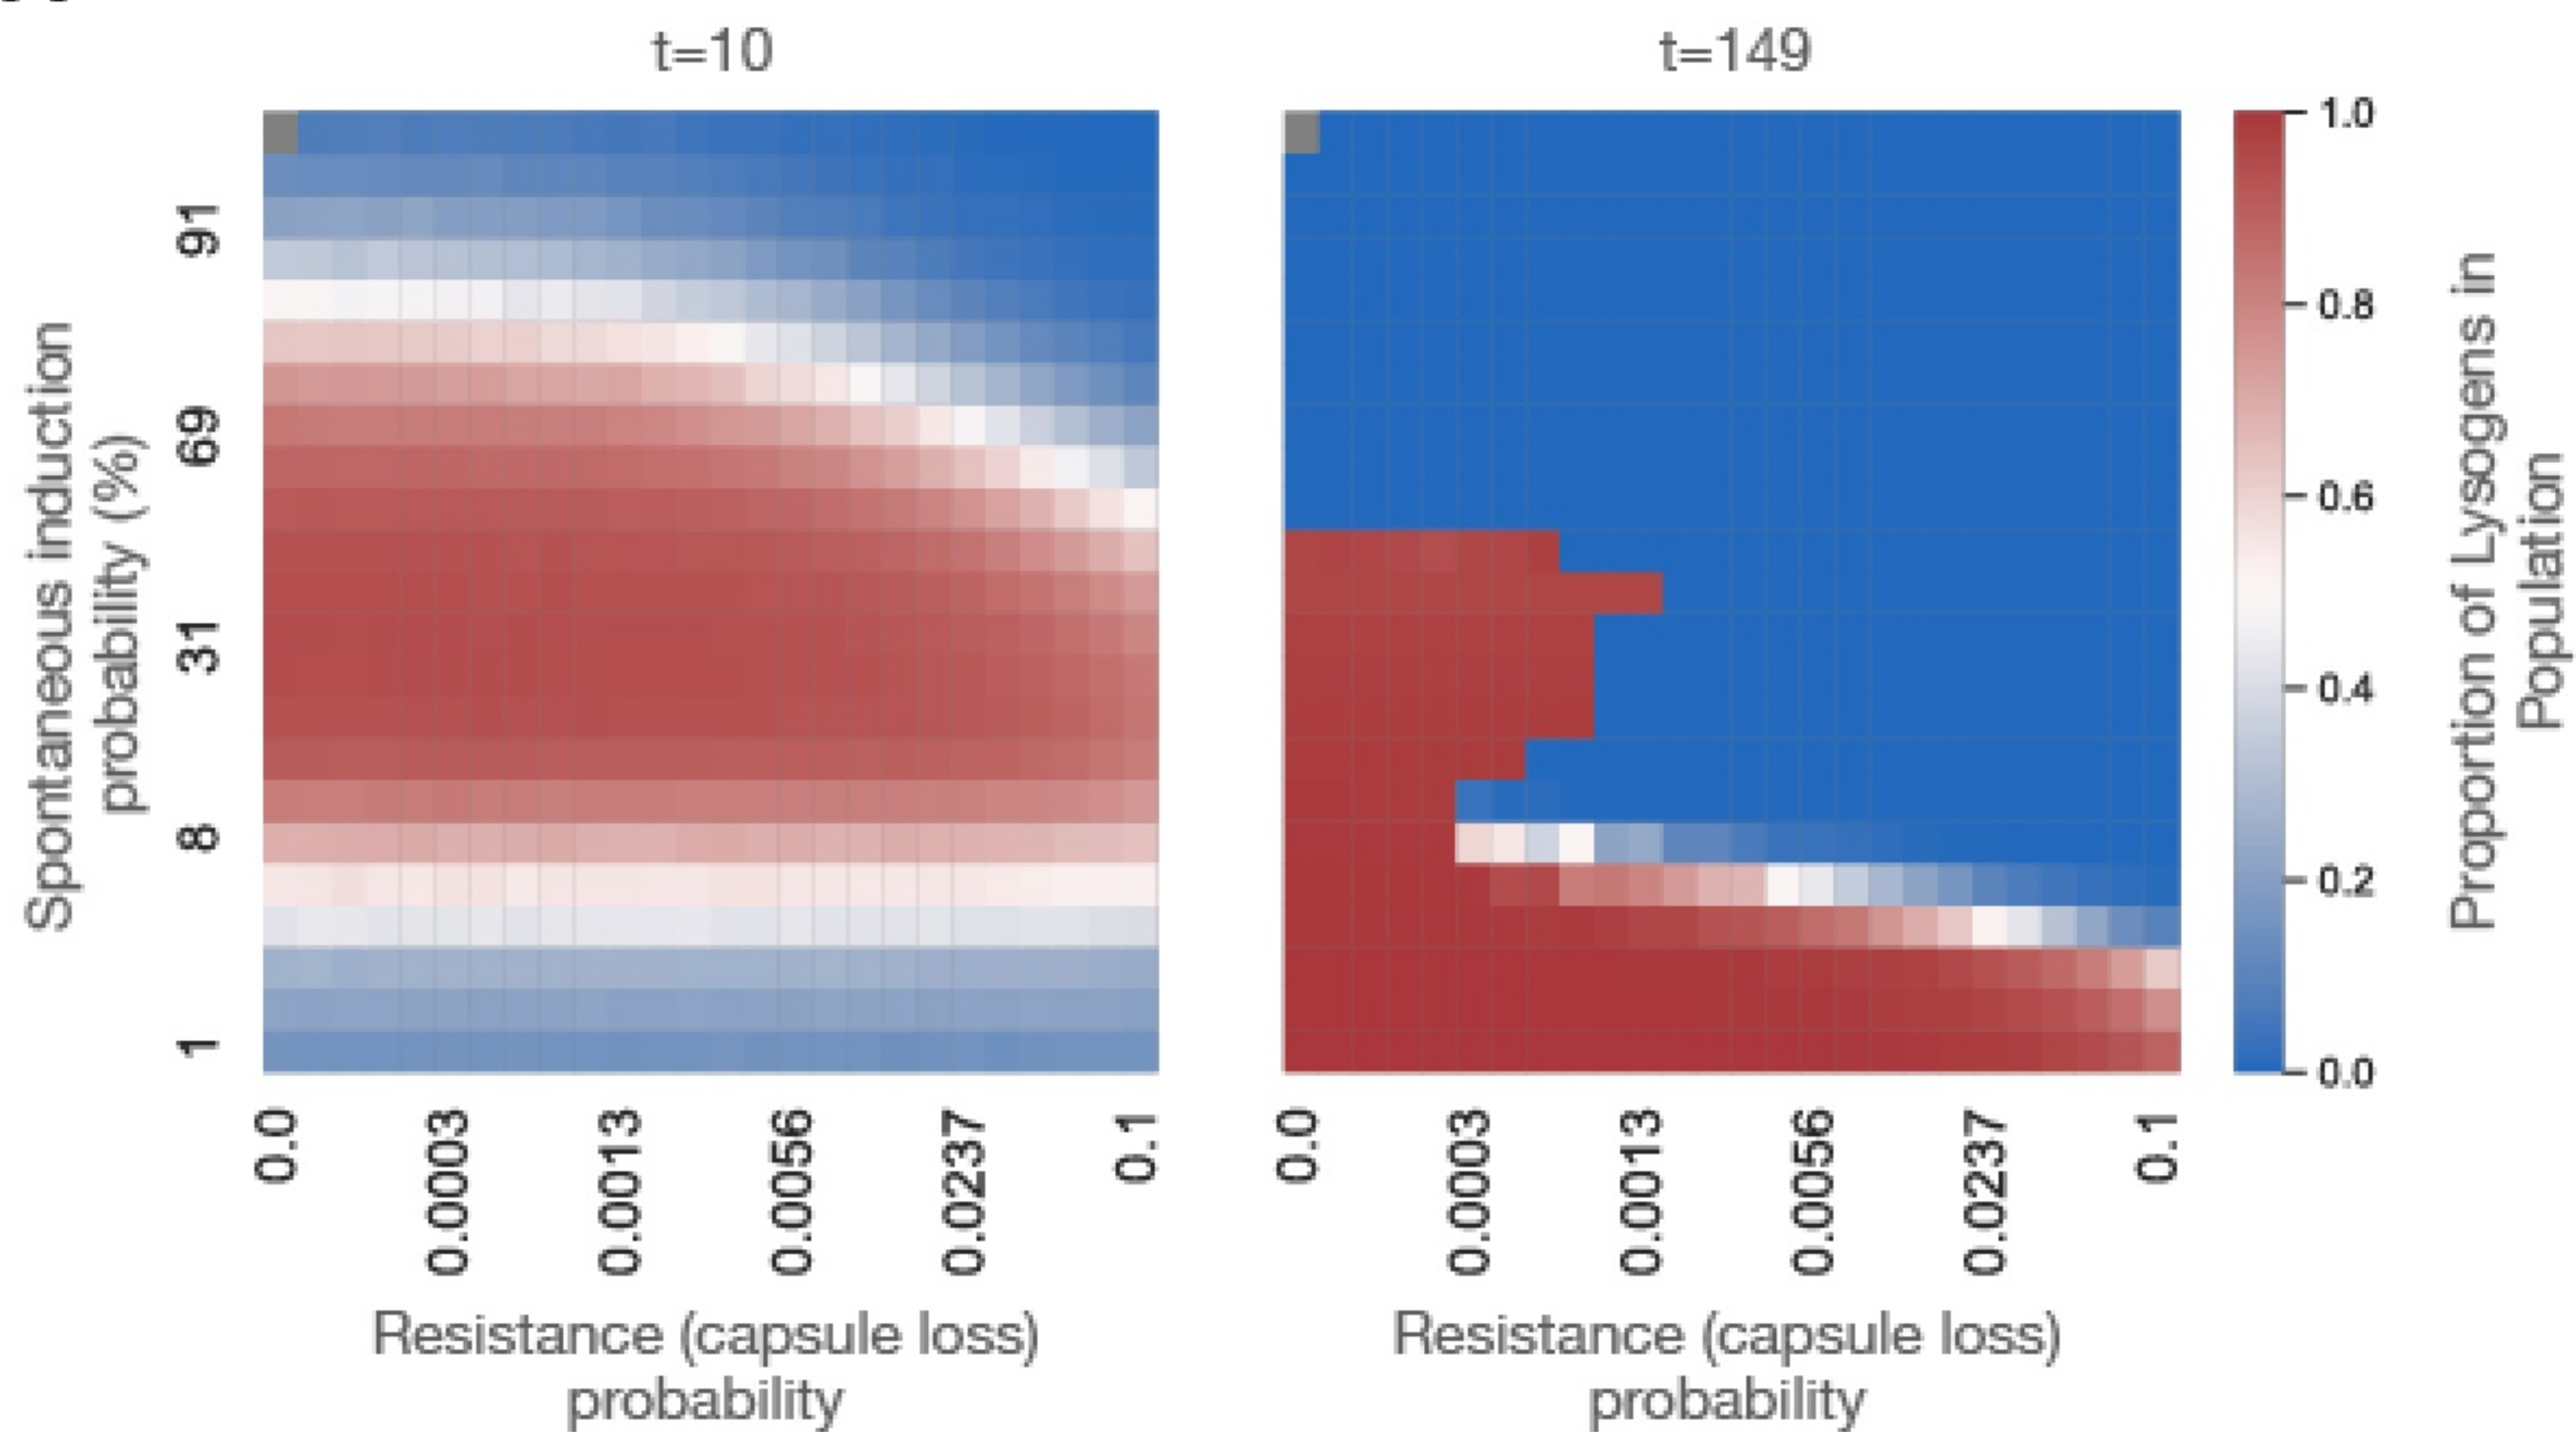 t=10
t=149
Spontaneous induction
probability (%)
91
69
31
8
1
0.0
0.0003
0.0013
0.0056
0.0237
0.1
Resistance (capsule loss)
probability
0.0
0.0003
0.0013
0.0056
0.0237
0.1
Resistance (capsule loss)
probability
1.0
0.8
0.6
0.4
0.2
0.0
Proportion of Lysogens in
Population